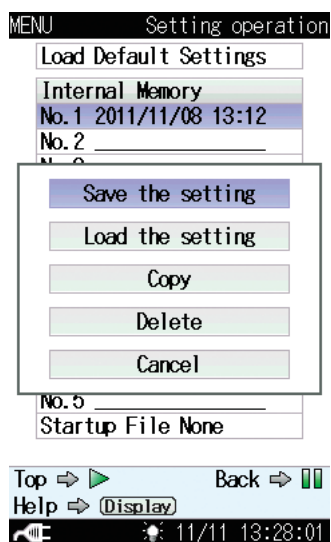 MENU Setting operation
Load Default Settings
Internal Memory
No.1 2011/11/08 13:12
No.2
Save the setting
Load the setting
Copy
Delete
Cancel
No.5
Startup File None
Top ⇨ ▷ Back ⇨
Help ⇨ (Display)
11/11 13:28:01